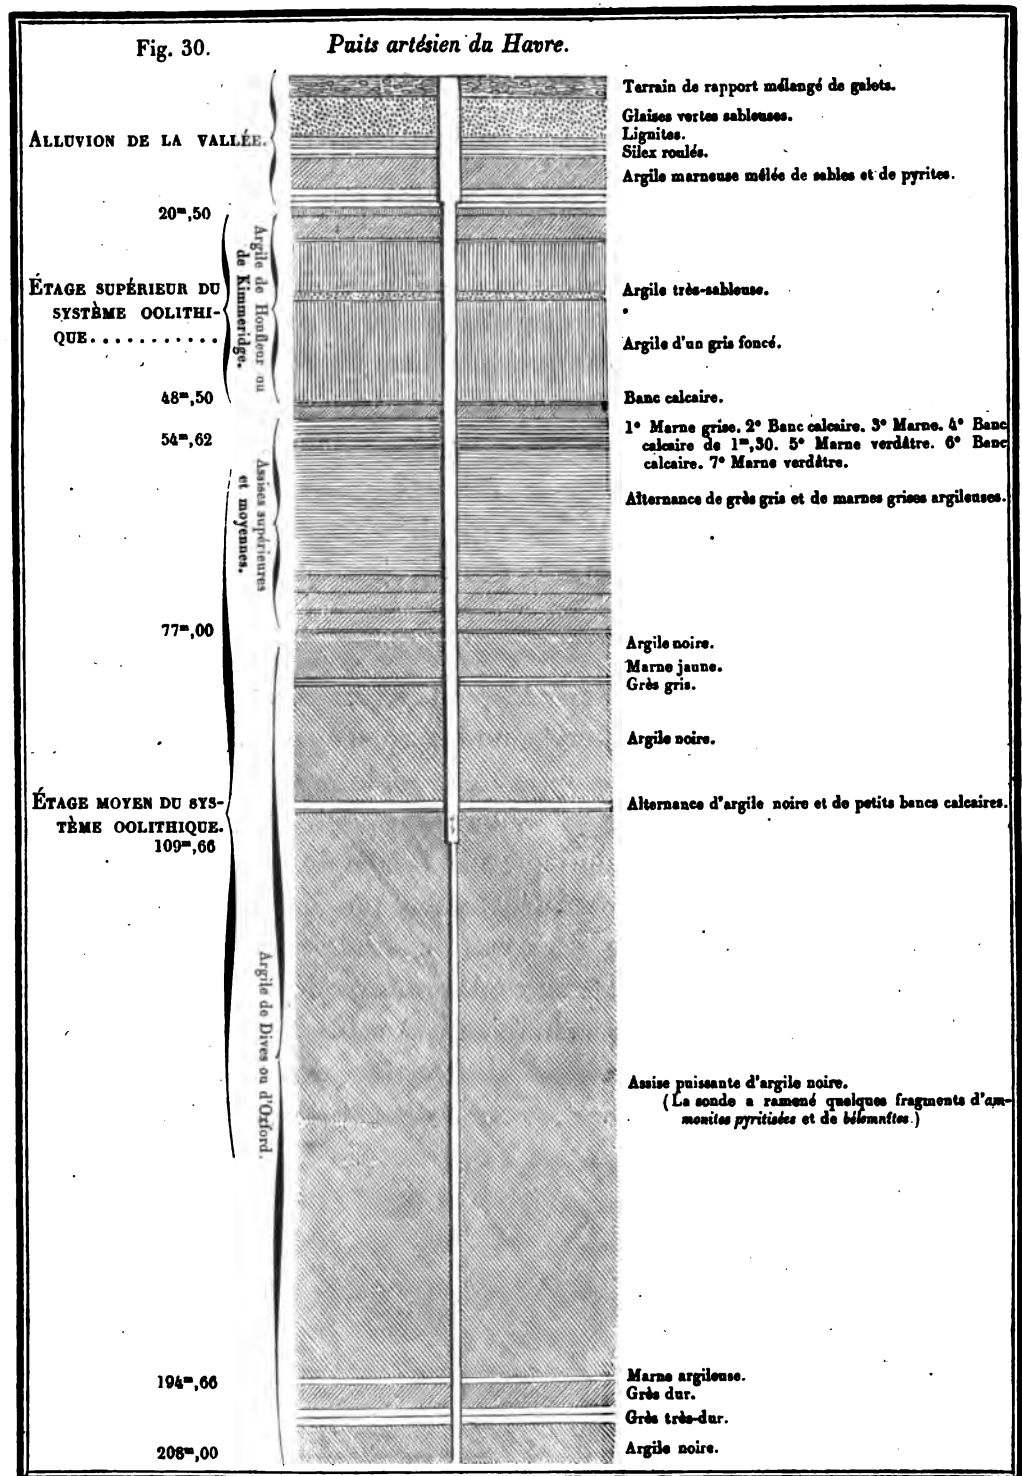 Fig. 30.
Puits artésien du Havre.
ALLUVION DE LA VALLÉE.
Terrain de rapport mélangé de galets.
Glaises vertes sableuses.
Lignites.
Silex roulés.
Argile marneuse mêlée de sables et de pyrites.
20m,50
Argile de Honfleur ou
de Kimmeridge.
ÉTAGE SUPÉRIEUR DU
SYSTÈME OOLITHI-
QUE...........
Argile très-sableuse.
Argile d'un gris foncé.
48m,50
Banc calcaire.
54m,62
1° Marne grise. 2° Banc calcaire. 3° Marne. 4° Banc
calcaire de 1m,30. 5° Marne verdâtre. 6° Banc
calcaire. 7° Marne verdâtre.
Assises supérieures
et moyennes.
Alternance de grès gris et de marnes grises argileuses.
77m,00
Argile noire.
Marne jaune.
Grès gris.
Argile noire.
ÉTAGE MOYEN DU SYS-
TÈME OOLITHIQUE.
Alternance d'argile noire et de petits bancs calcaires.
109m,66
Argile de Dives ou d'Oxford.
Assise puissante d'argile noire.
(La sonde a ramené quelques fragments d'am-
monites pyritisées et de bélemnites.)
194m,66
Marne argileuse.
Grès dur.
Grès très-dur.
208m,00
Argile noire.